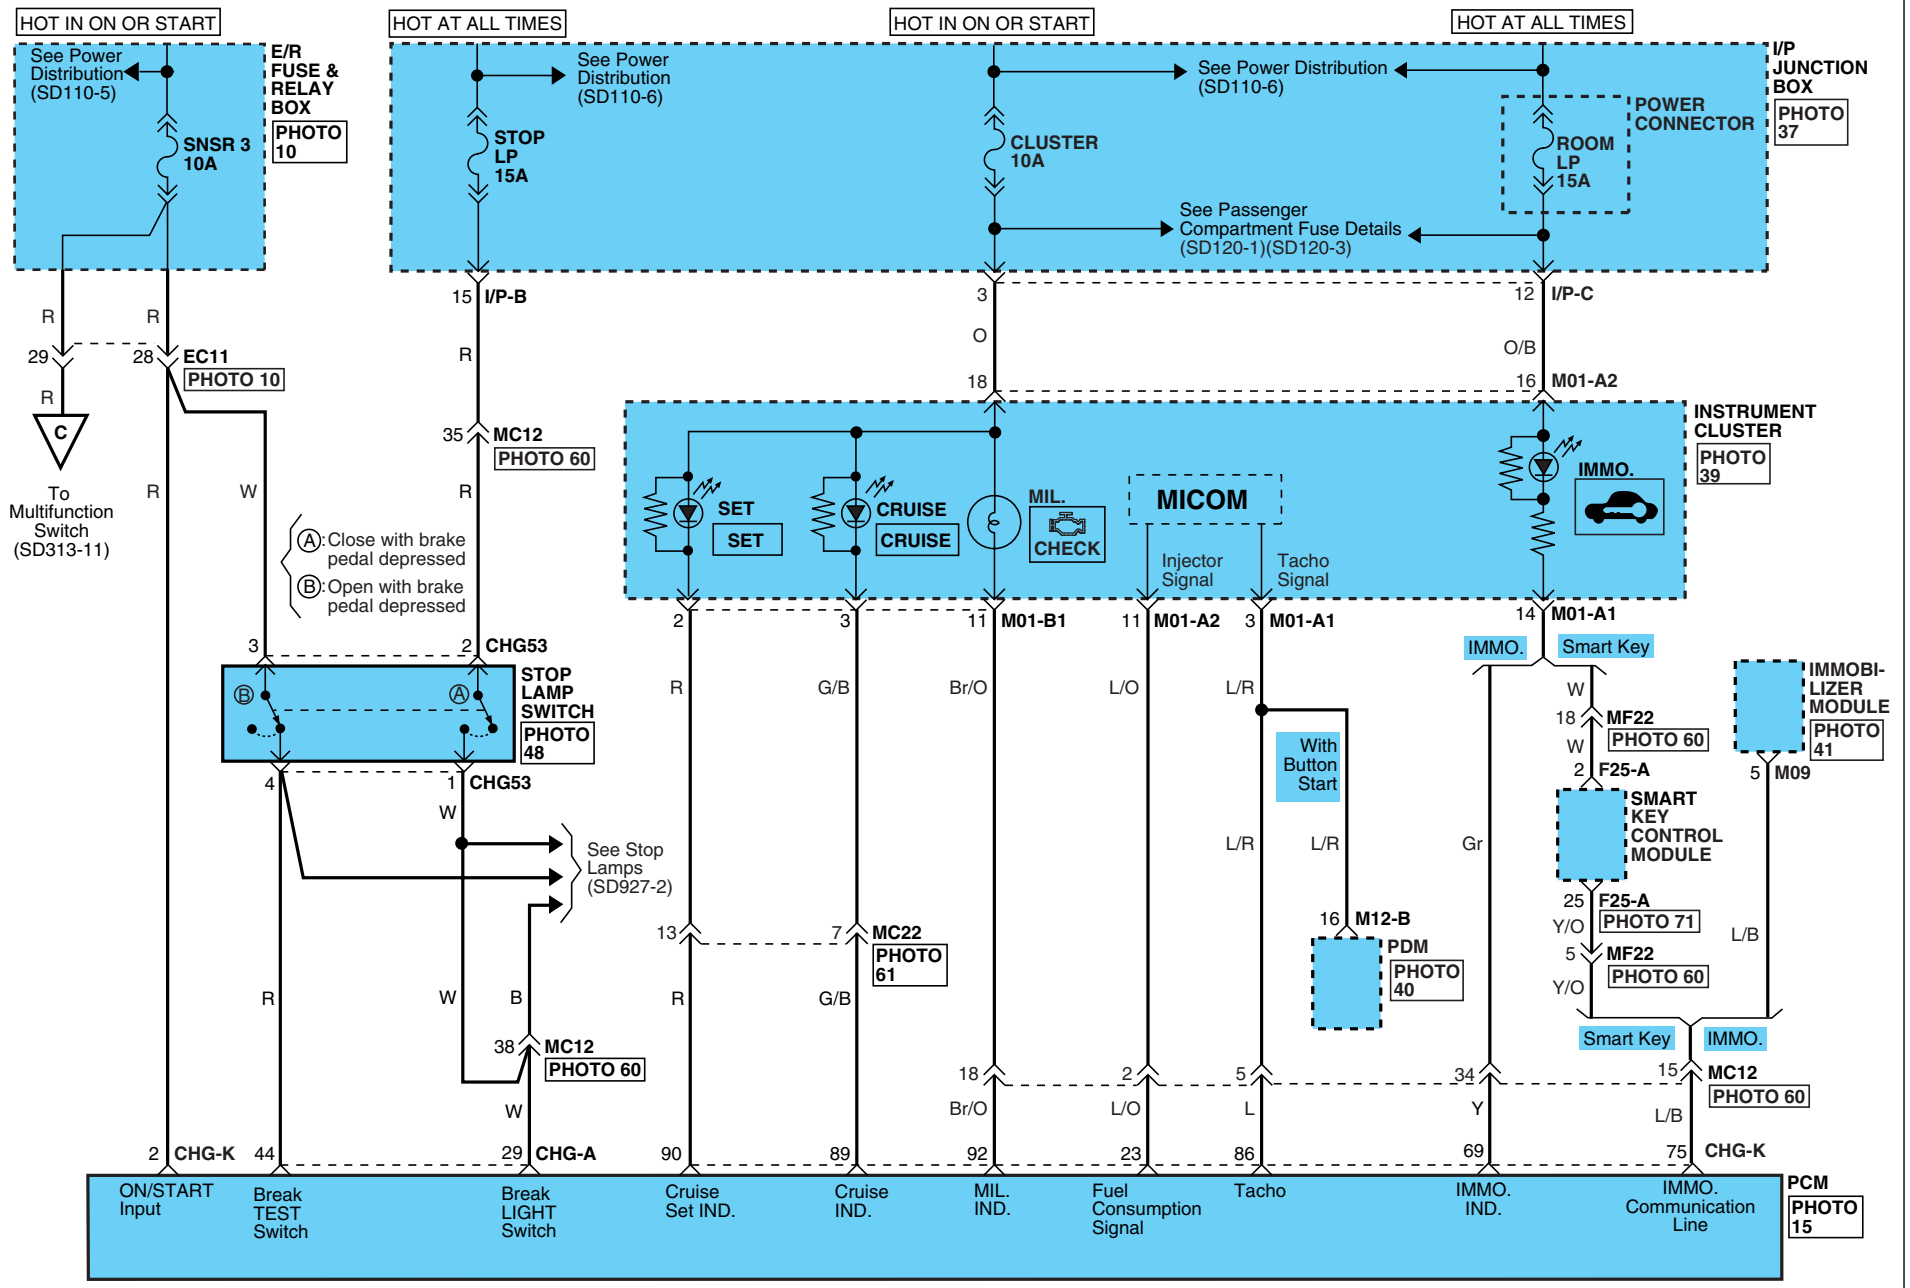 HOT IN ON OR START
HOT AT ALL TIMES
HOT IN ON OR START
HOT AT ALL TIMES
See Power
Distribution
(SD110-5)
SNSR 3
10A
E/R
FUSE &
RELAY
BOX
PHOTO
10
See Power
Distribution
(SD110-6)
STOP
LP
15A
See Power Distribution
(SD110-6)
CLUSTER
10A
POWER
CONNECTOR
ROOM
LP
15A
See Passenger
Compartment Fuse Details
(SD120-1)(SD120-3)
I/P
JUNCTION
BOX
PHOTO
37
15 I/P-B
3
12 I/P-C
R
R
29
28 EC11
PHOTO 10
R
C
To
Multifunction
Switch
(SD313-11)
R
W
R
35 MC12
PHOTO 60
R
O
18
O/B
16 M01-A2
INSTRUMENT
CLUSTER
PHOTO
39
SET
SET
CRUISE
CRUISE
MIL.
CHECK
MICOM
Injector
Signal
Tacho
Signal
IMMO.
A : Close with brake
pedal depressed
B : Open with brake
pedal depressed
3
2 CHG53
B
A
STOP
LAMP
SWITCH
PHOTO
48
4
1 CHG53
2
3
11 M01-B1
11 M01-A2
3 M01-A1
14 M01-A1
IMMO.
Smart Key
R
G/B
Br/O
L/O
L/R
W
18 MF22
PHOTO 60
W
2 F25-A
SMART
KEY
CONTROL
MODULE
25 F25-A
PHOTO 71
Y/O
5 MF22
PHOTO 60
Y/O
IMMOBI-
LIZER
MODULE
PHOTO
41
5 M09
L/B
With
Button
Start
L/R
L/R
Gr
16 M12-B
PDM
PHOTO
40
W
See Stop
Lamps
(SD927-2)
13
7 MC22
PHOTO
61
R
W
B
R
G/B
38 MC12
PHOTO 60
W
Smart Key
IMMO.
18
2
5
34
15 MC12
PHOTO 60
Br/O
L/O
L
Y
L/B
2 CHG-K
44
29 CHG-A
90
89
92
23
86
69
75 CHG-K
ON/START
Input
Break
TEST
Switch
Break
LIGHT
Switch
Cruise
Set IND.
Cruise
IND.
MIL.
IND.
Fuel
Consumption
Signal
Tacho
IMMO.
IND.
IMMO.
Communication
Line
PCM
PHOTO
15